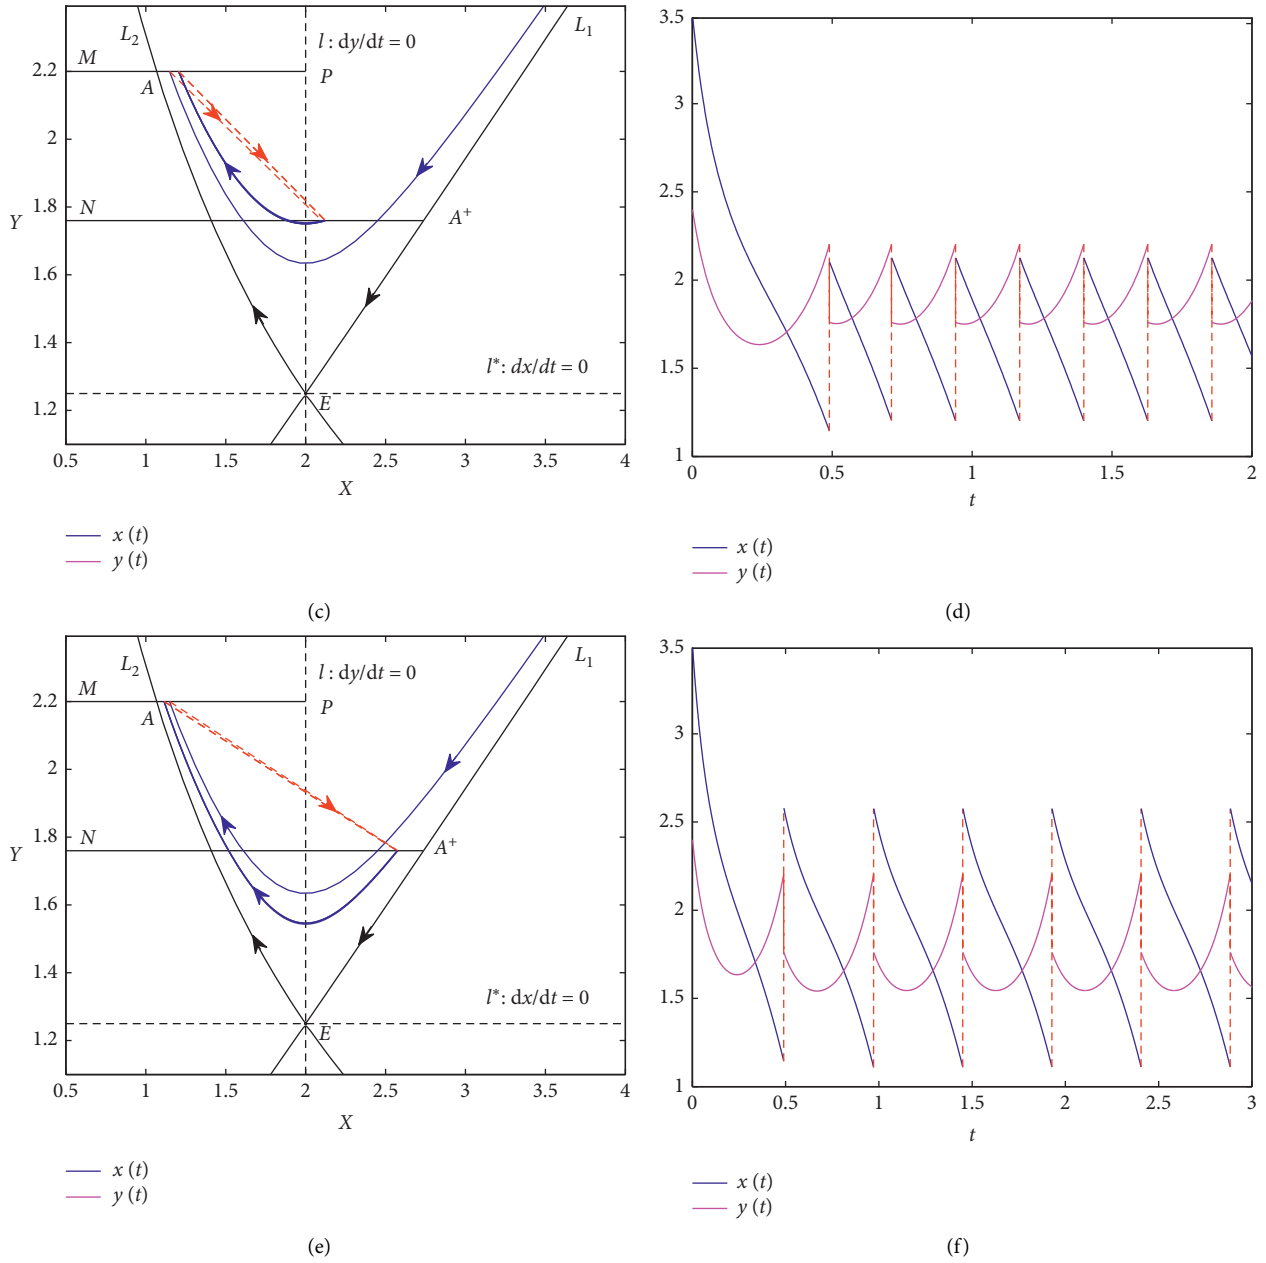 L₂
l : dy/dt = 0
L₁
M
P
2.2
A
2
N
A⁺
1.8
Y
1.6
1.4
l* : dx/dt = 0
1.2
E
0.5 1 1.5 2 2.5 3 3.5 4
X
x (t)
y (t)
(c)
3.5
3
2.5
2
1.5
1
0 0.5 1 1.5 2
t
x (t)
y (t)
(d)
L₂
l : dy/dt = 0
L₁
M
P
2.2
A
2
N
A⁺
1.8
Y
1.6
1.4
l* : dx/dt = 0
1.2
E
0.5 1 1.5 2 2.5 3 3.5 4
X
x (t)
y (t)
(e)
3.5
3
2.5
2
1.5
1
0 0.5 1 1.5 2 2.5 3
t
x (t)
y (t)
(f)